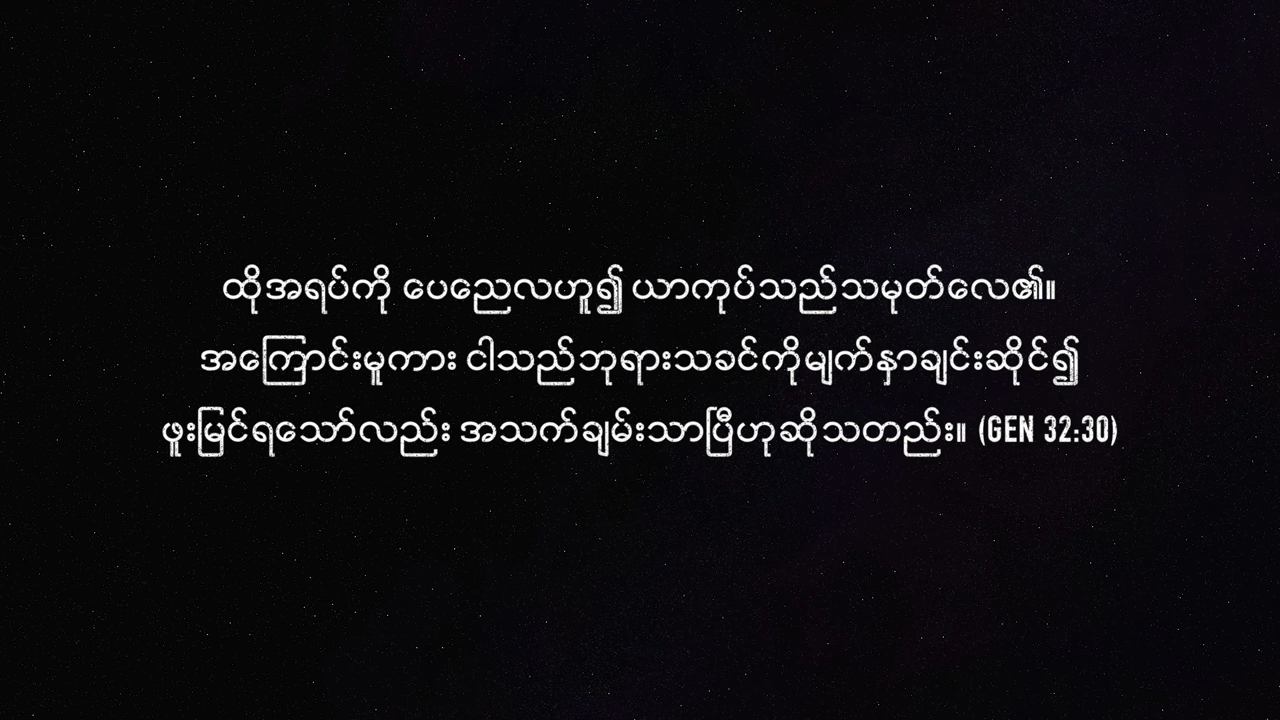 ထိုအရပ်ကို ပေညေလဟူ၍ ယာကုပ်သည်သမုတ်လေ၏။
အကြောင်းမူကား ငါသည်ဘုရားသခင်ကိုမျက်နှာချင်းဆိုင်၍
ဖူးမြင်ရသော်လည်း အသက်ချမ်းသာပြီဟုဆိုသတည်း။ (GEN 32:30)